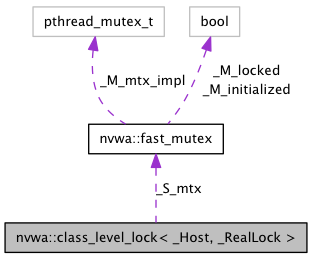 pthread_mutex_t
bool
_M_mtx_impl
_M_locked
_M_initialized
nvwa::fast_mutex
_S_mtx
nvwa::class_level_lock< _Host, _RealLock >